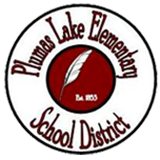 Plumas Lake Elementary
Est. 1855
School District